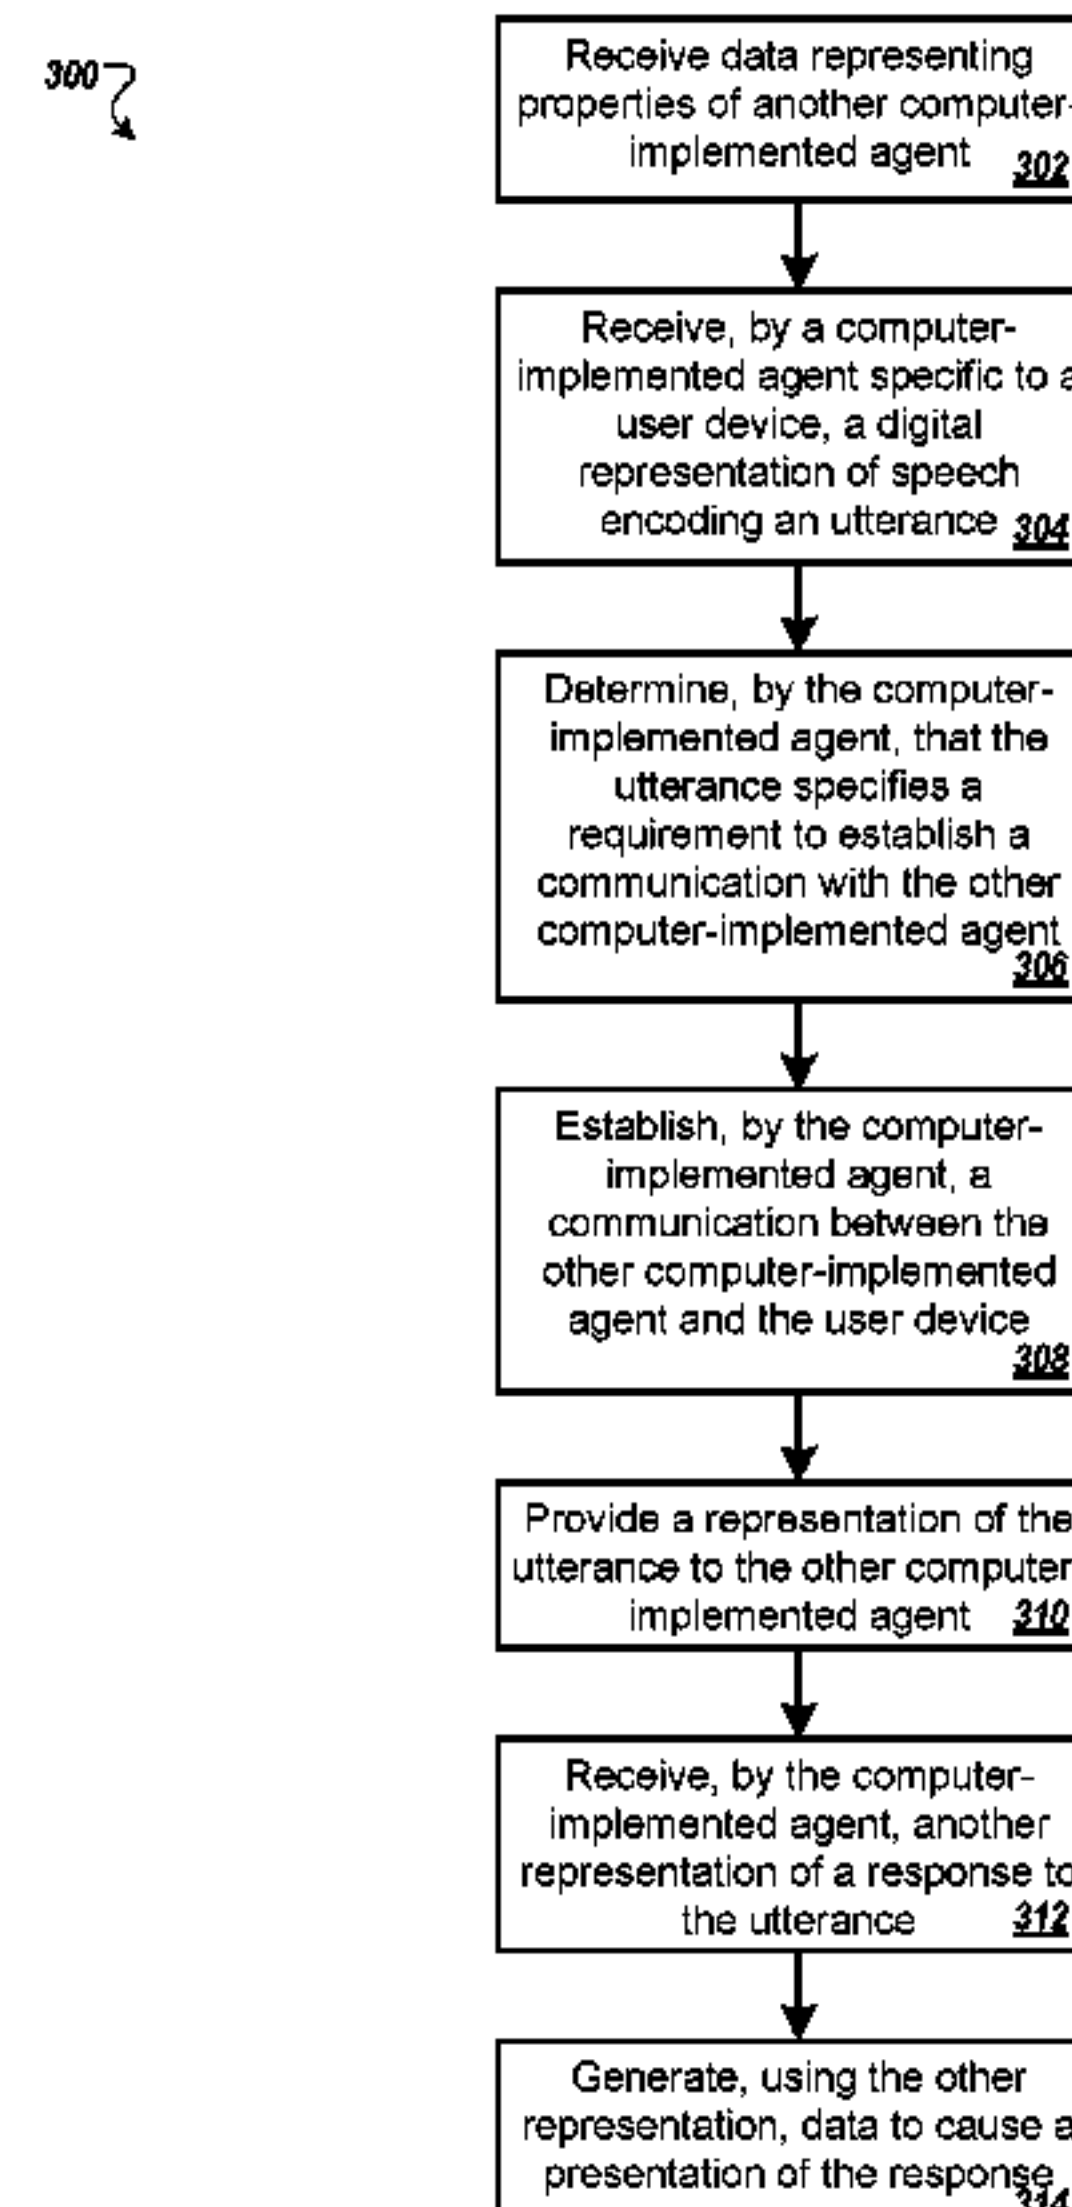 300
Receive data representing
properties of another computer-
implemented agent 302
Receive, by a computer-
implemented agent specific to a
user device, a digital
representation of speech
encoding an utterance 304
Determine, by the computer-
implemented agent, that the
utterance specifies a
requirement to establish a
communication with the other
computer-implemented agent
306
Establish, by the computer-
implemented agent, a
communication between the
other computer-implemented
agent and the user device
308
Provide a representation of the
utterance to the other computer
implemented agent 310
Receive, by the computer-
implemented agent, another
representation of a response to
the utterance 312
Generate, using the other
representation, data to cause a
presentation of the response
314